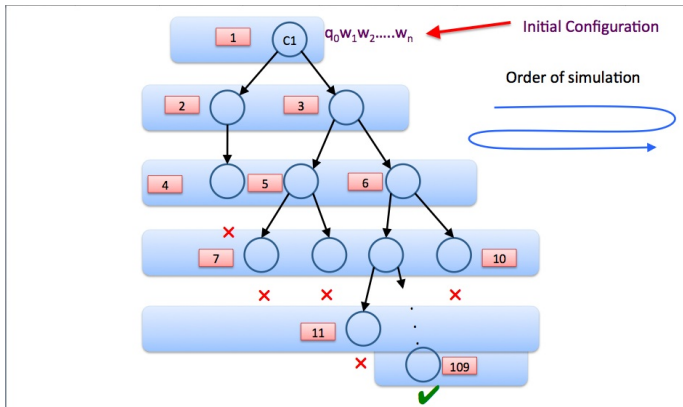 1
C1
q₀w₁w₂.....wₙ
Initial Configuration
Order of simulation
2
3
4
5
6
7
10
11
109